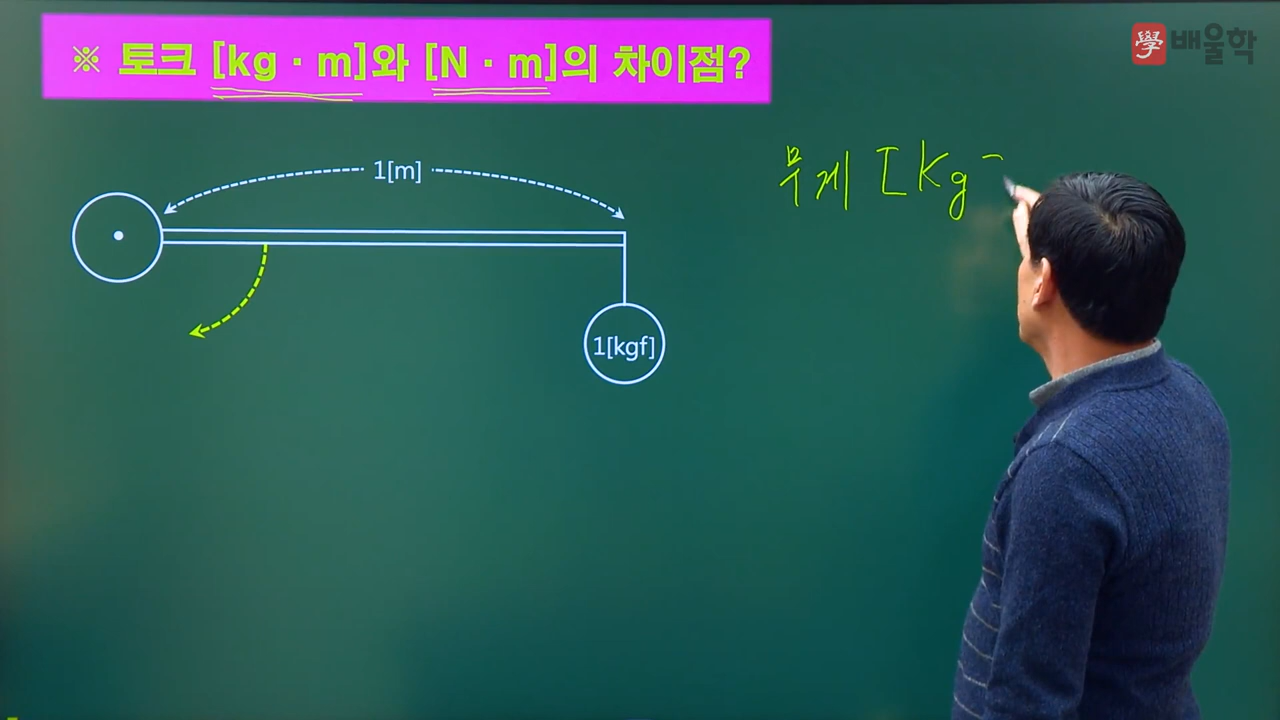 ※ 토크 [kg · m]와 [N · m]의 차이점?
學 배울학
무게 [Kg
1[m]
1[kgf]